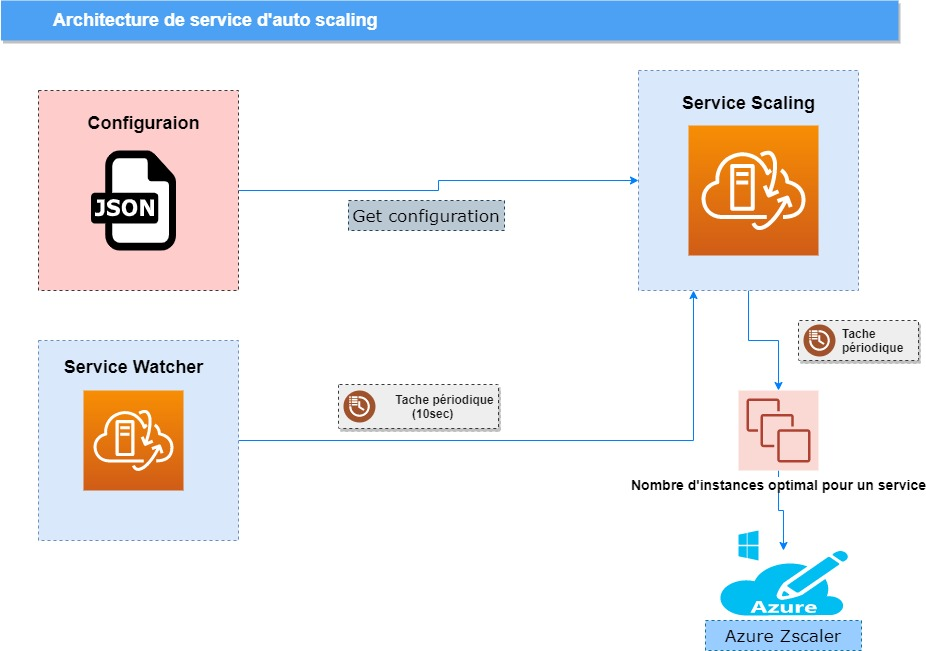 Architecture de service d'auto scaling
Configuraion
JSON
Get configuration
Service Scaling
Service Watcher
Tache périodique
(10sec)
Tache
périodique
Nombre d'instances optimal pour un service
Azure
Azure Zscaler